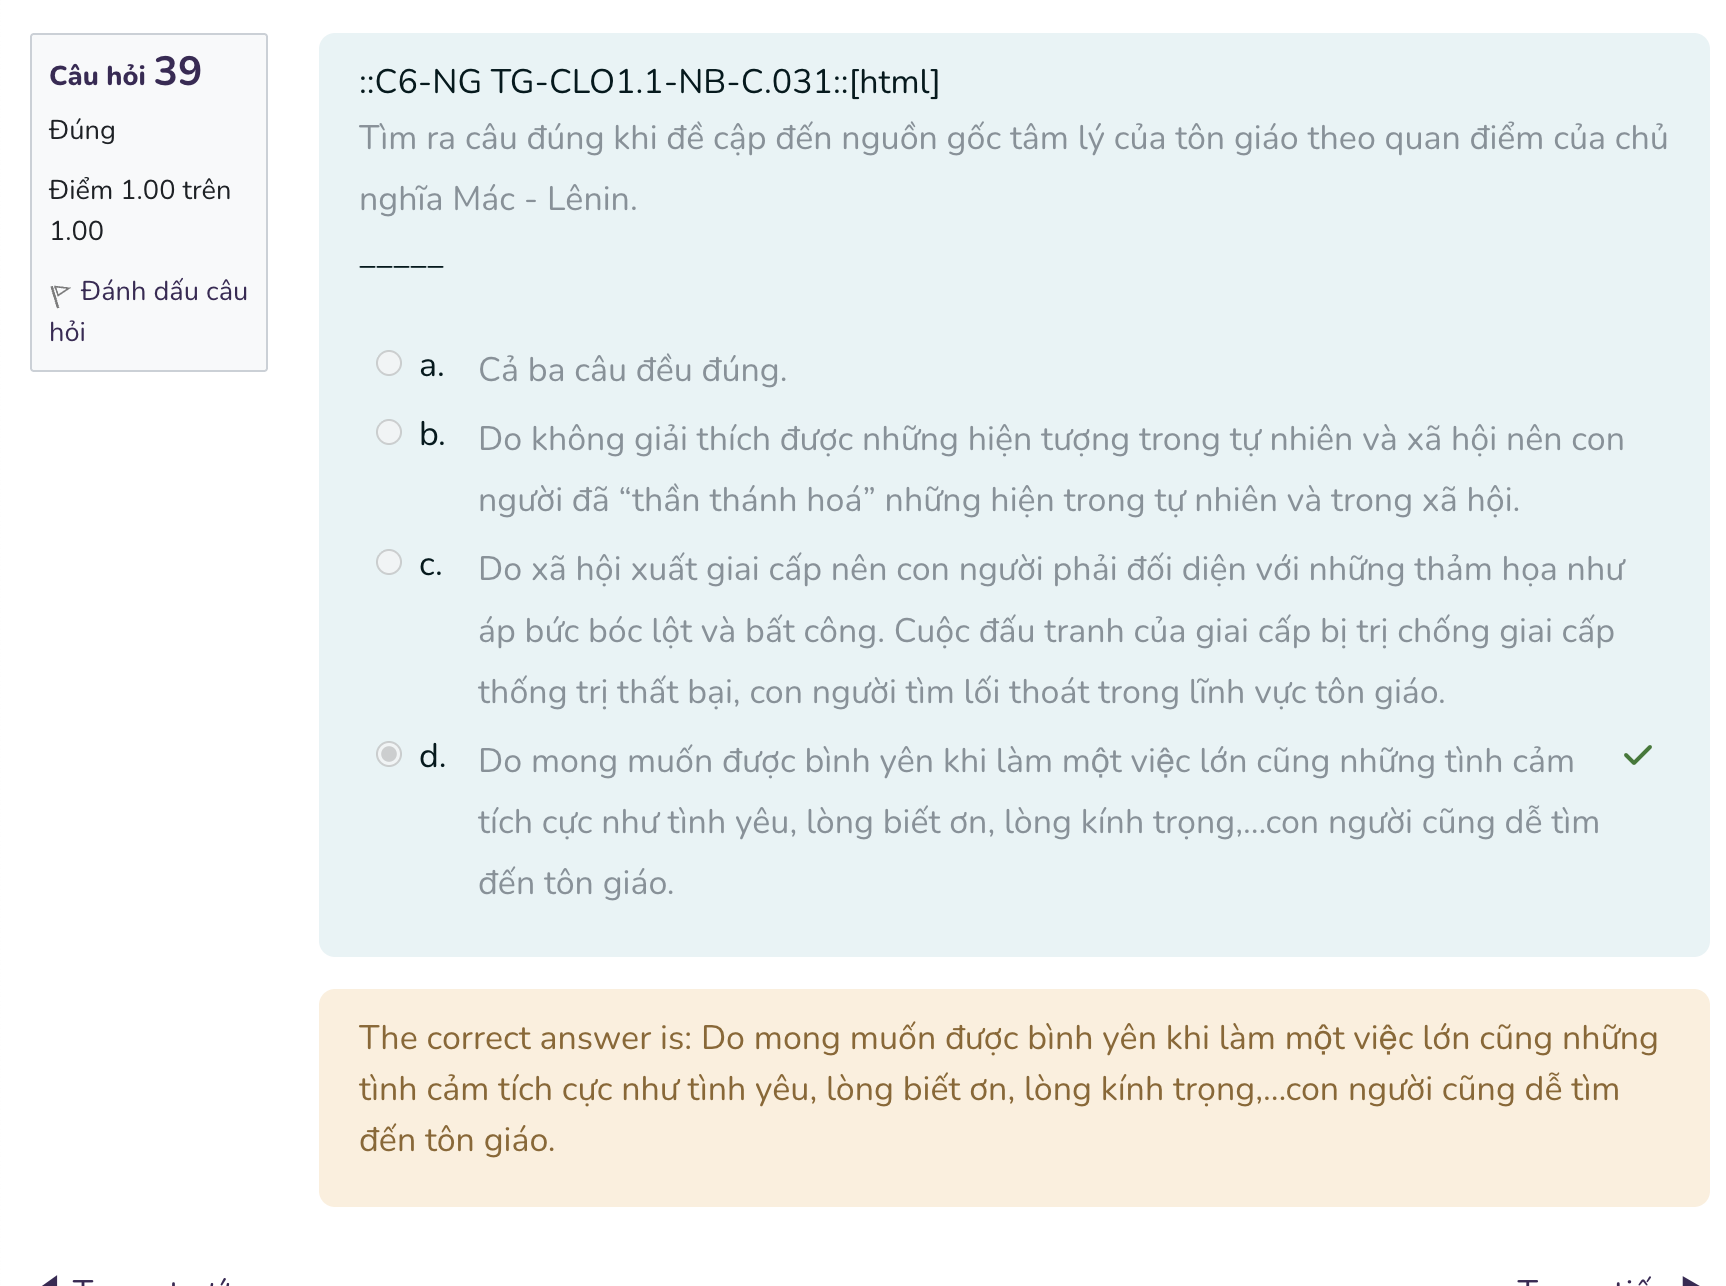 Câu hỏi 39
Đúng
Điểm 1.00 trên
1.00
Đánh dấu câu
hỏi
::C6-NG TG-CLO1.1-NB-C.031::[html]
Tìm ra câu đúng khi đề cập đến nguồn gốc tâm lý của tôn giáo theo quan điểm của chủ
nghĩa Mác - Lênin.
_____
a. Cả ba câu đều đúng.
b. Do không giải thích được những hiện tượng trong tự nhiên và xã hội nên con
người đã “thần thánh hoá” những hiện trong tự nhiên và trong xã hội.
c. Do xã hội xuất giai cấp nên con người phải đối diện với những thảm họa như
áp bức bóc lột và bất công. Cuộc đấu tranh của giai cấp bị trị chống giai cấp
thống trị thất bại, con người tìm lối thoát trong lĩnh vực tôn giáo.
d. Do mong muốn được bình yên khi làm một việc lớn cũng những tình cảm
tích cực như tình yêu, lòng biết ơn, lòng kính trọng,...con người cũng dễ tìm
đến tôn giáo.
The correct answer is: Do mong muốn được bình yên khi làm một việc lớn cũng những
tình cảm tích cực như tình yêu, lòng biết ơn, lòng kính trọng,...con người cũng dễ tìm
đến tôn giáo.